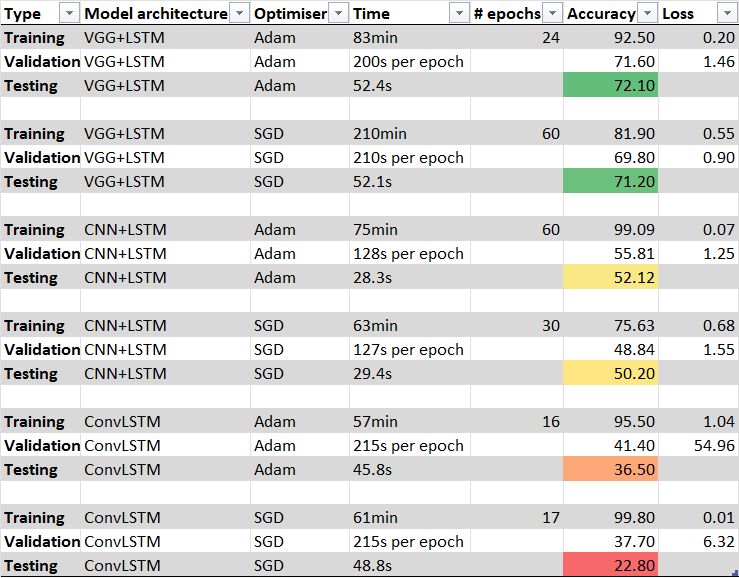 Type Model architecture Optimiser Time # epochs Accuracy Loss
Training VGG+LSTM Adam 83min 24 92.50 0.20
Validation VGG+LSTM Adam 200s per epoch 71.60 1.46
Testing VGG+LSTM Adam 52.4s 72.10
Training VGG+LSTM SGD 210min 60 81.90 0.55
Validation VGG+LSTM SGD 210s per epoch 69.80 0.90
Testing VGG+LSTM SGD 52.1s 71.20
Training CNN+LSTM Adam 75min 60 99.09 0.07
Validation CNN+LSTM Adam 128s per epoch 55.81 1.25
Testing CNN+LSTM Adam 28.3s 52.12
Training CNN+LSTM SGD 63min 30 75.63 0.68
Validation CNN+LSTM SGD 127s per epoch 48.84 1.55
Testing CNN+LSTM SGD 29.4s 50.20
Training ConvLSTM Adam 57min 16 95.50 1.04
Validation ConvLSTM Adam 215s per epoch 41.40 54.96
Testing ConvLSTM Adam 45.8s 36.50
Training ConvLSTM SGD 61min 17 99.80 0.01
Validation ConvLSTM SGD 215s per epoch 37.70 6.32
Testing ConvLSTM SGD 48.8s 22.80